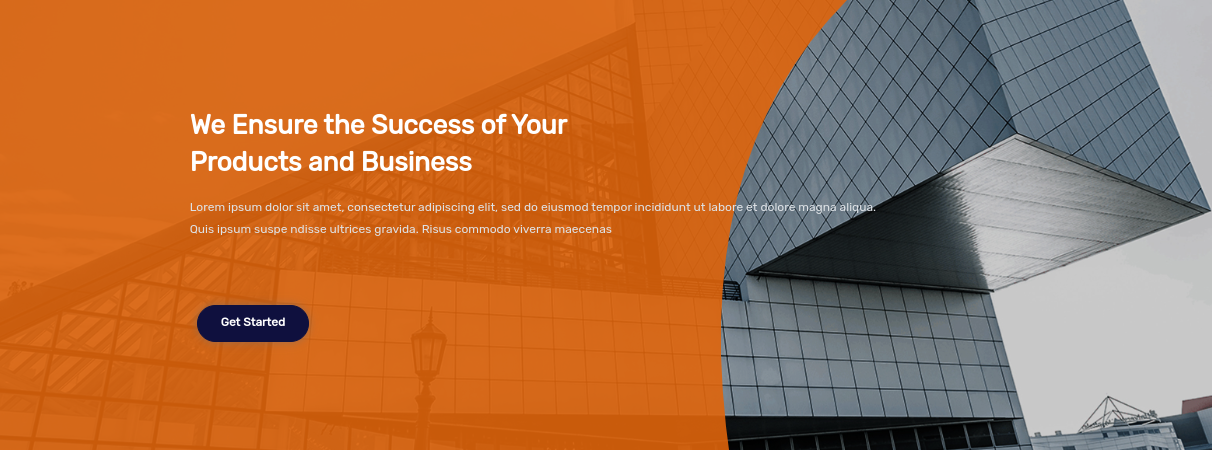 We Ensure the Success of Your
Products and Business
Lorem ipsum dolor sit amet, consectetur adipiscing elit, sed do eiusmod tempor incididunt ut labore et dolore magna aliqua.
Quis ipsum suspe ndisse ultrices gravida. Risus commodo viverra maecenas
Get Started